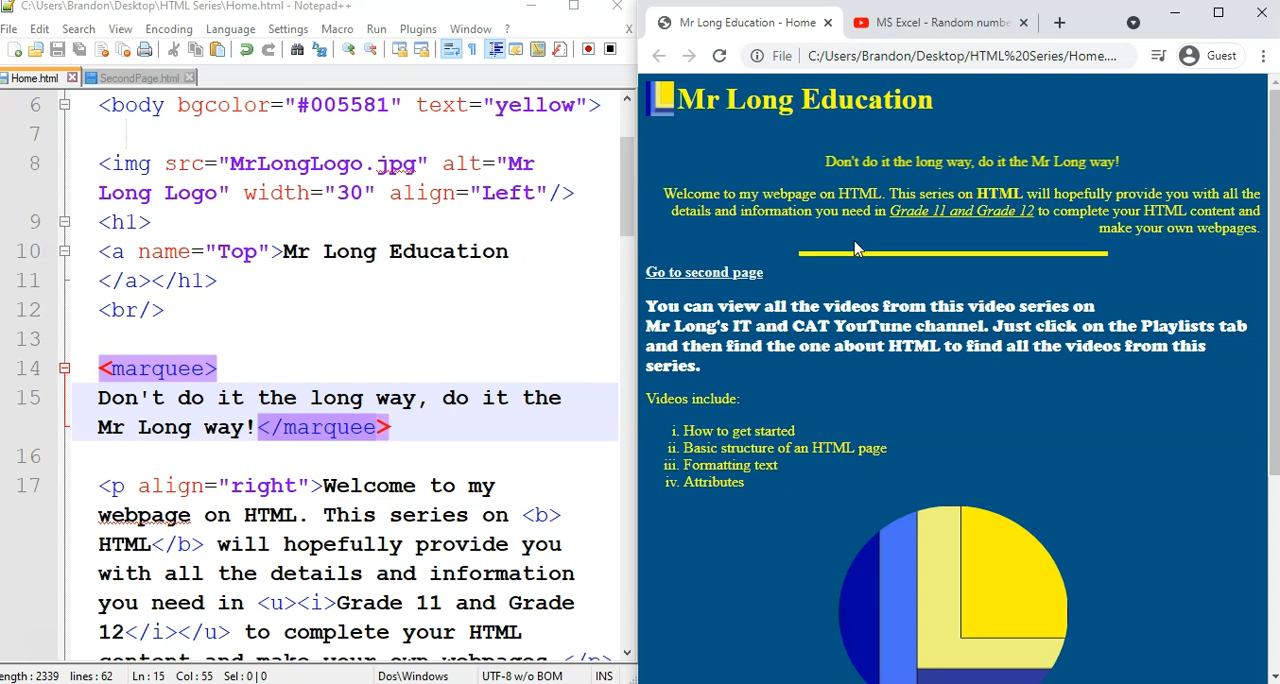 C:\Users\Brandon\Desktop\HTML Series\Home.html - Notepad++
File Edit Search View Encoding Language Settings Macro Run Plugins Window ?
Home.html SecondPage.html
6 <body bgcolor="#005581" text="yellow">
7
8 <img src="MrLongLogo.jpg" alt="Mr
Long Logo" width="30" align="Left"/>
9 <h1>
10 <a name="Top">Mr Long Education
11 </a></h1>
12 <br/>
13
14 <marquee>
15 Don't do it the long way, do it the
Mr Long way!</marquee>
16
17 <p align="right">Welcome to my
webpage on HTML. This series on <b>
HTML</b> will hopefully provide you
with all the details and information
you need in <u><i>Grade 11 and Grade
12</i></u> to complete your HTML
content and make your own webpages.</p>
ength : 2339 lines : 62 Ln : 15 Col : 55 Sel : 0 | 0 Dos\Windows UTF-8 w/o BOM INS
Mr Long Education - Home MS Excel - Random numbe
File C:/Users/Brandon/Desktop/HTML%20Series/Home.... Guest
Mr Long Education
Don't do it the long way, do it the Mr Long way!
Welcome to my webpage on HTML. This series on HTML will hopefully provide you with all the
details and information you need in Grade 11 and Grade 12 to complete your HTML content and
make your own webpages.
Go to second page
You can view all the videos from this video series on
Mr Long's IT and CAT YouTune channel. Just click on the Playlists tab
and then find the one about HTML to find all the videos from this
series.
Videos include:
i. How to get started
ii. Basic structure of an HTML page
iii. Formatting text
iv. Attributes